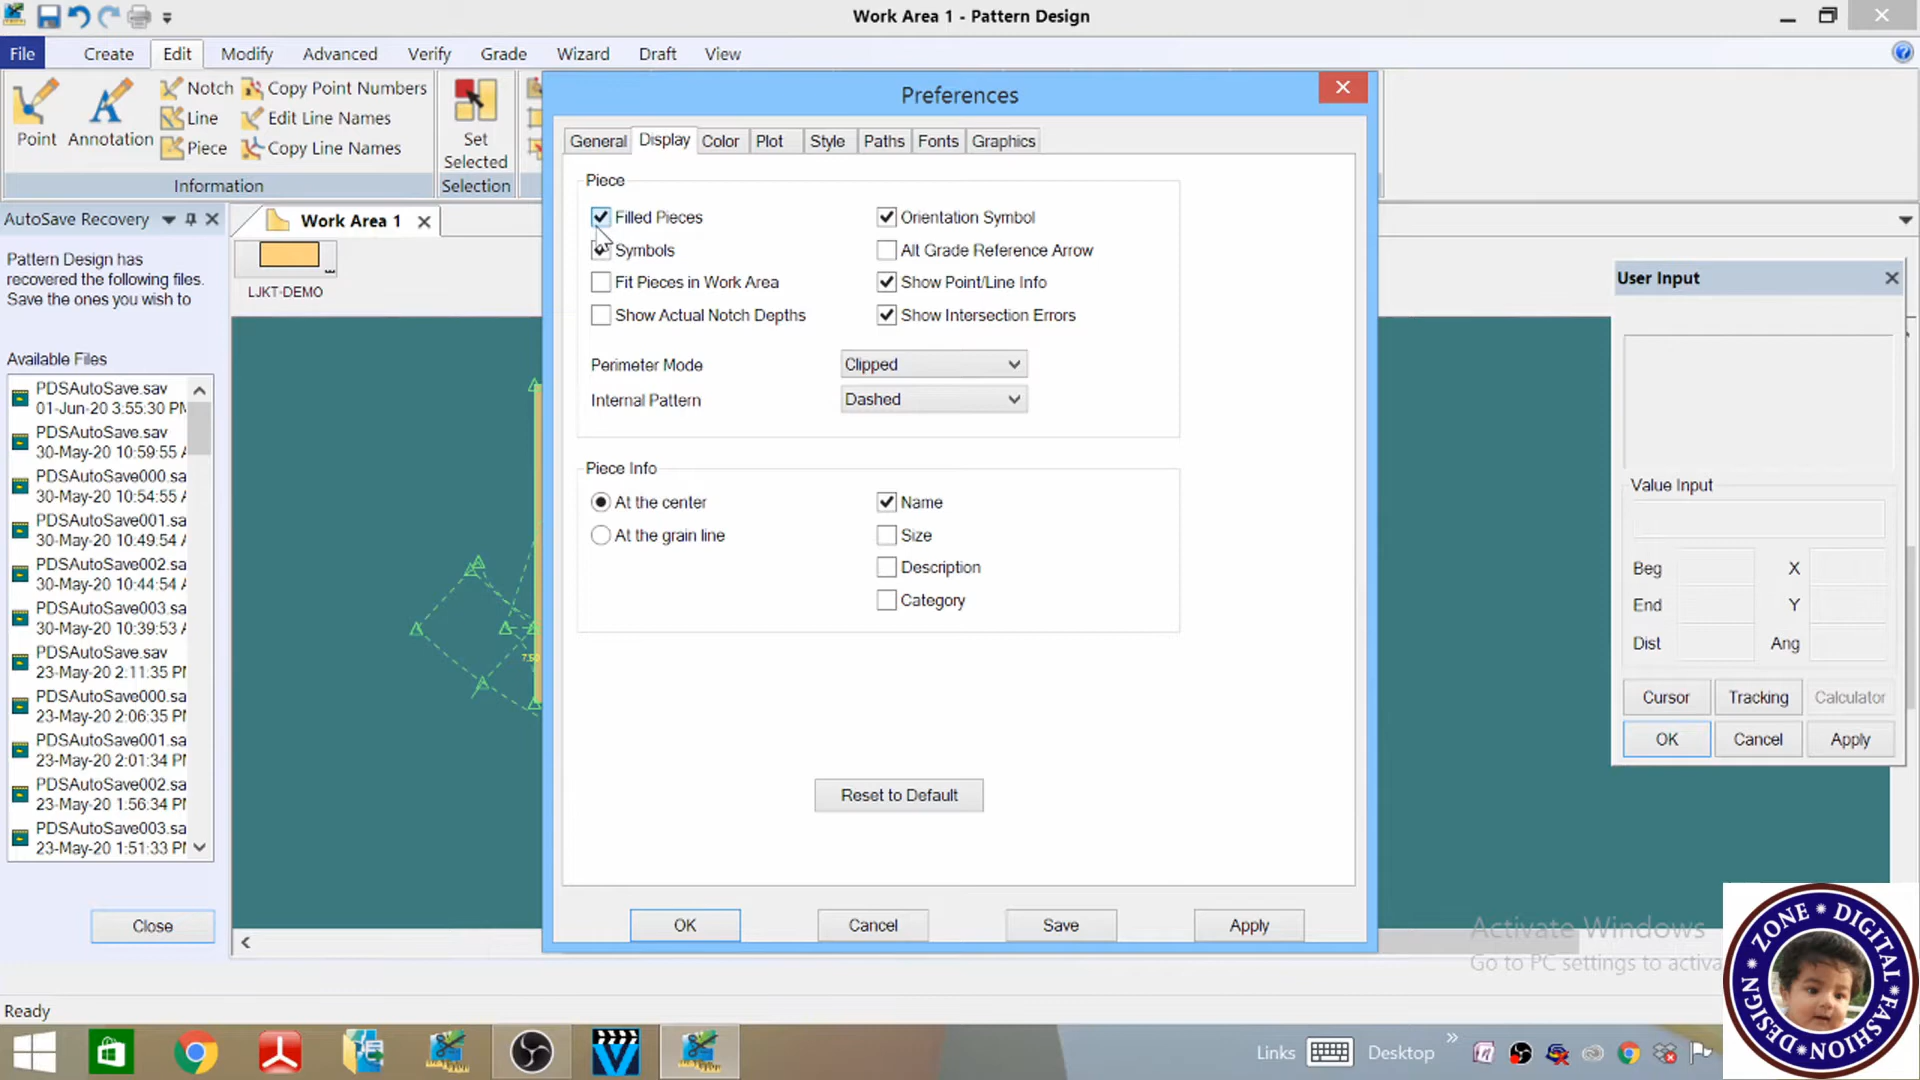 Work Area 1 - Pattern Design
File Create Edit Modify Advanced Verify Grade Wizard Draft View
Point
Annotation
Notch
Line
Piece
Copy Point Numbers
Edit Line Names
Copy Line Names
Information
Set
Selected
Selection
AutoSave Recovery
Pattern Design has
recovered the following files.
Save the ones you wish to
Available Files
PDSAutoSave.sav
01-Jun-20 3:55:30 PM
PDSAutoSave.sav
30-May-20 10:59:55 A
PDSAutoSave000.sa
30-May-20 10:54:55 A
PDSAutoSave001.sa
30-May-20 10:49:54 A
PDSAutoSave002.sa
30-May-20 10:44:54 A
PDSAutoSave003.sa
30-May-20 10:39:53 A
PDSAutoSave.sav
23-May-20 2:11:35 PM
PDSAutoSave000.sa
23-May-20 2:06:35 PM
PDSAutoSave001.sa
23-May-20 2:01:34 PM
PDSAutoSave002.sa
23-May-20 1:56:34 PM
PDSAutoSave003.sa
23-May-20 1:51:33 PM
Close
Work Area 1
LJKT-DEMO
7.50
Preferences
General Display Color Plot Style Paths Fonts Graphics
Piece
Filled Pieces
Symbols
Fit Pieces in Work Area
Show Actual Notch Depths
Orientation Symbol
Alt Grade Reference Arrow
Show Point/Line Info
Show Intersection Errors
Perimeter Mode Clipped
Internal Pattern Dashed
Piece Info
At the center
At the grain line
Name
Size
Description
Category
Reset to Default
OK Cancel Save Apply
User Input
Value Input
Beg X
End Y
Dist Ang
Cursor Tracking Calculator
OK Cancel Apply
Activate Windows
Go to PC settings to activa
ZONE * DIGITAL FASHION DESIGN
Ready
Links Desktop